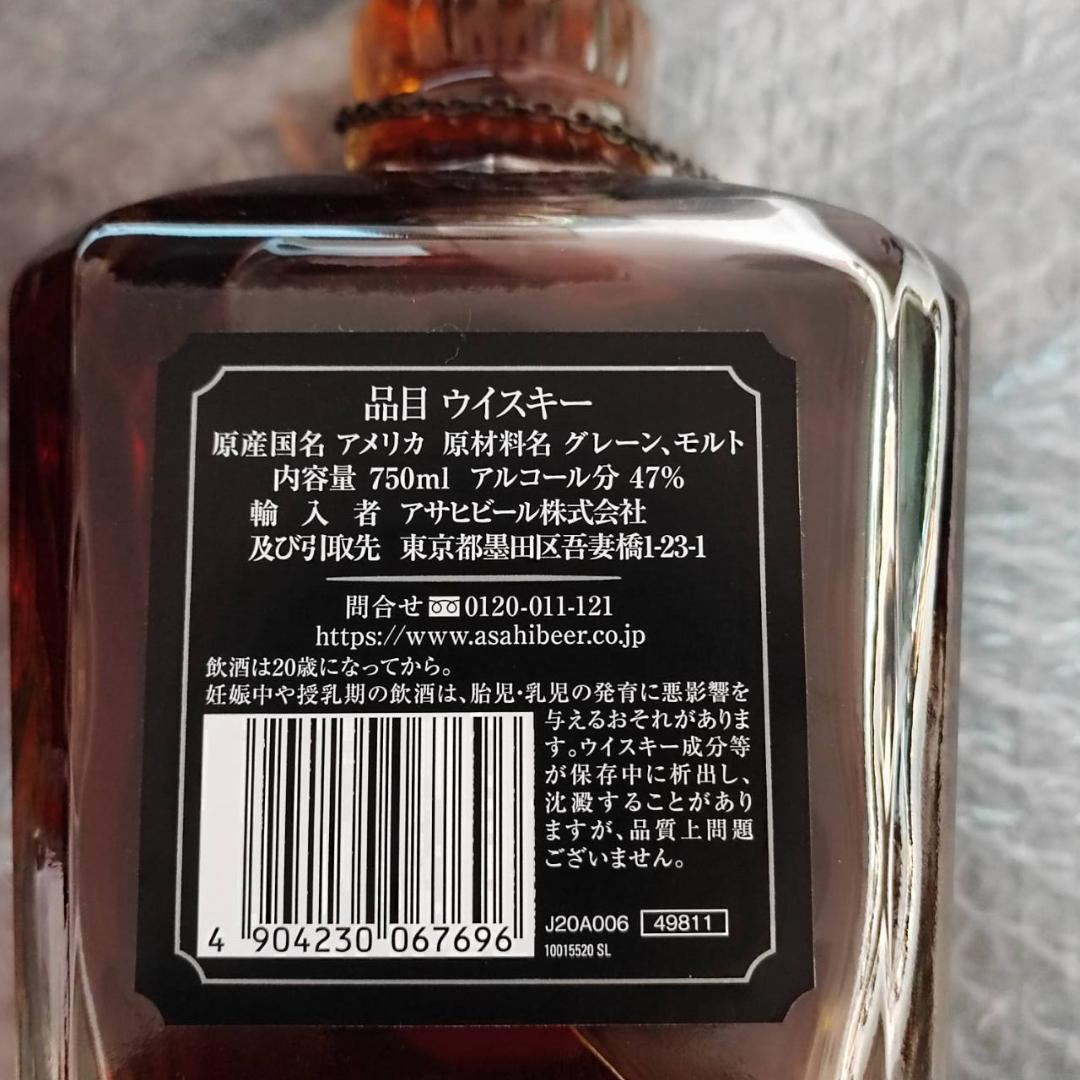 品目 ウイスキー
原産国名 アメリカ 原材料名 グレーン、モルト
内容量 750ml アルコール分 47%
輸入者 アサヒビール株式会社
及び引取先 東京都墨田区吾妻橋1-23-1
問合せ 0120-011-121
https://www.asahibeer.co.jp
飲酒は20歳になってから。
妊娠中や授乳期の飲酒は、胎児・乳児の発育に悪影響を
与えるおそれがありま
す。ウイスキー成分等
が保存中に析出し、
沈澱することがあり
ますが、品質上問題
ございません。
4 904230 067696
J20A006 49811
10015520 SL